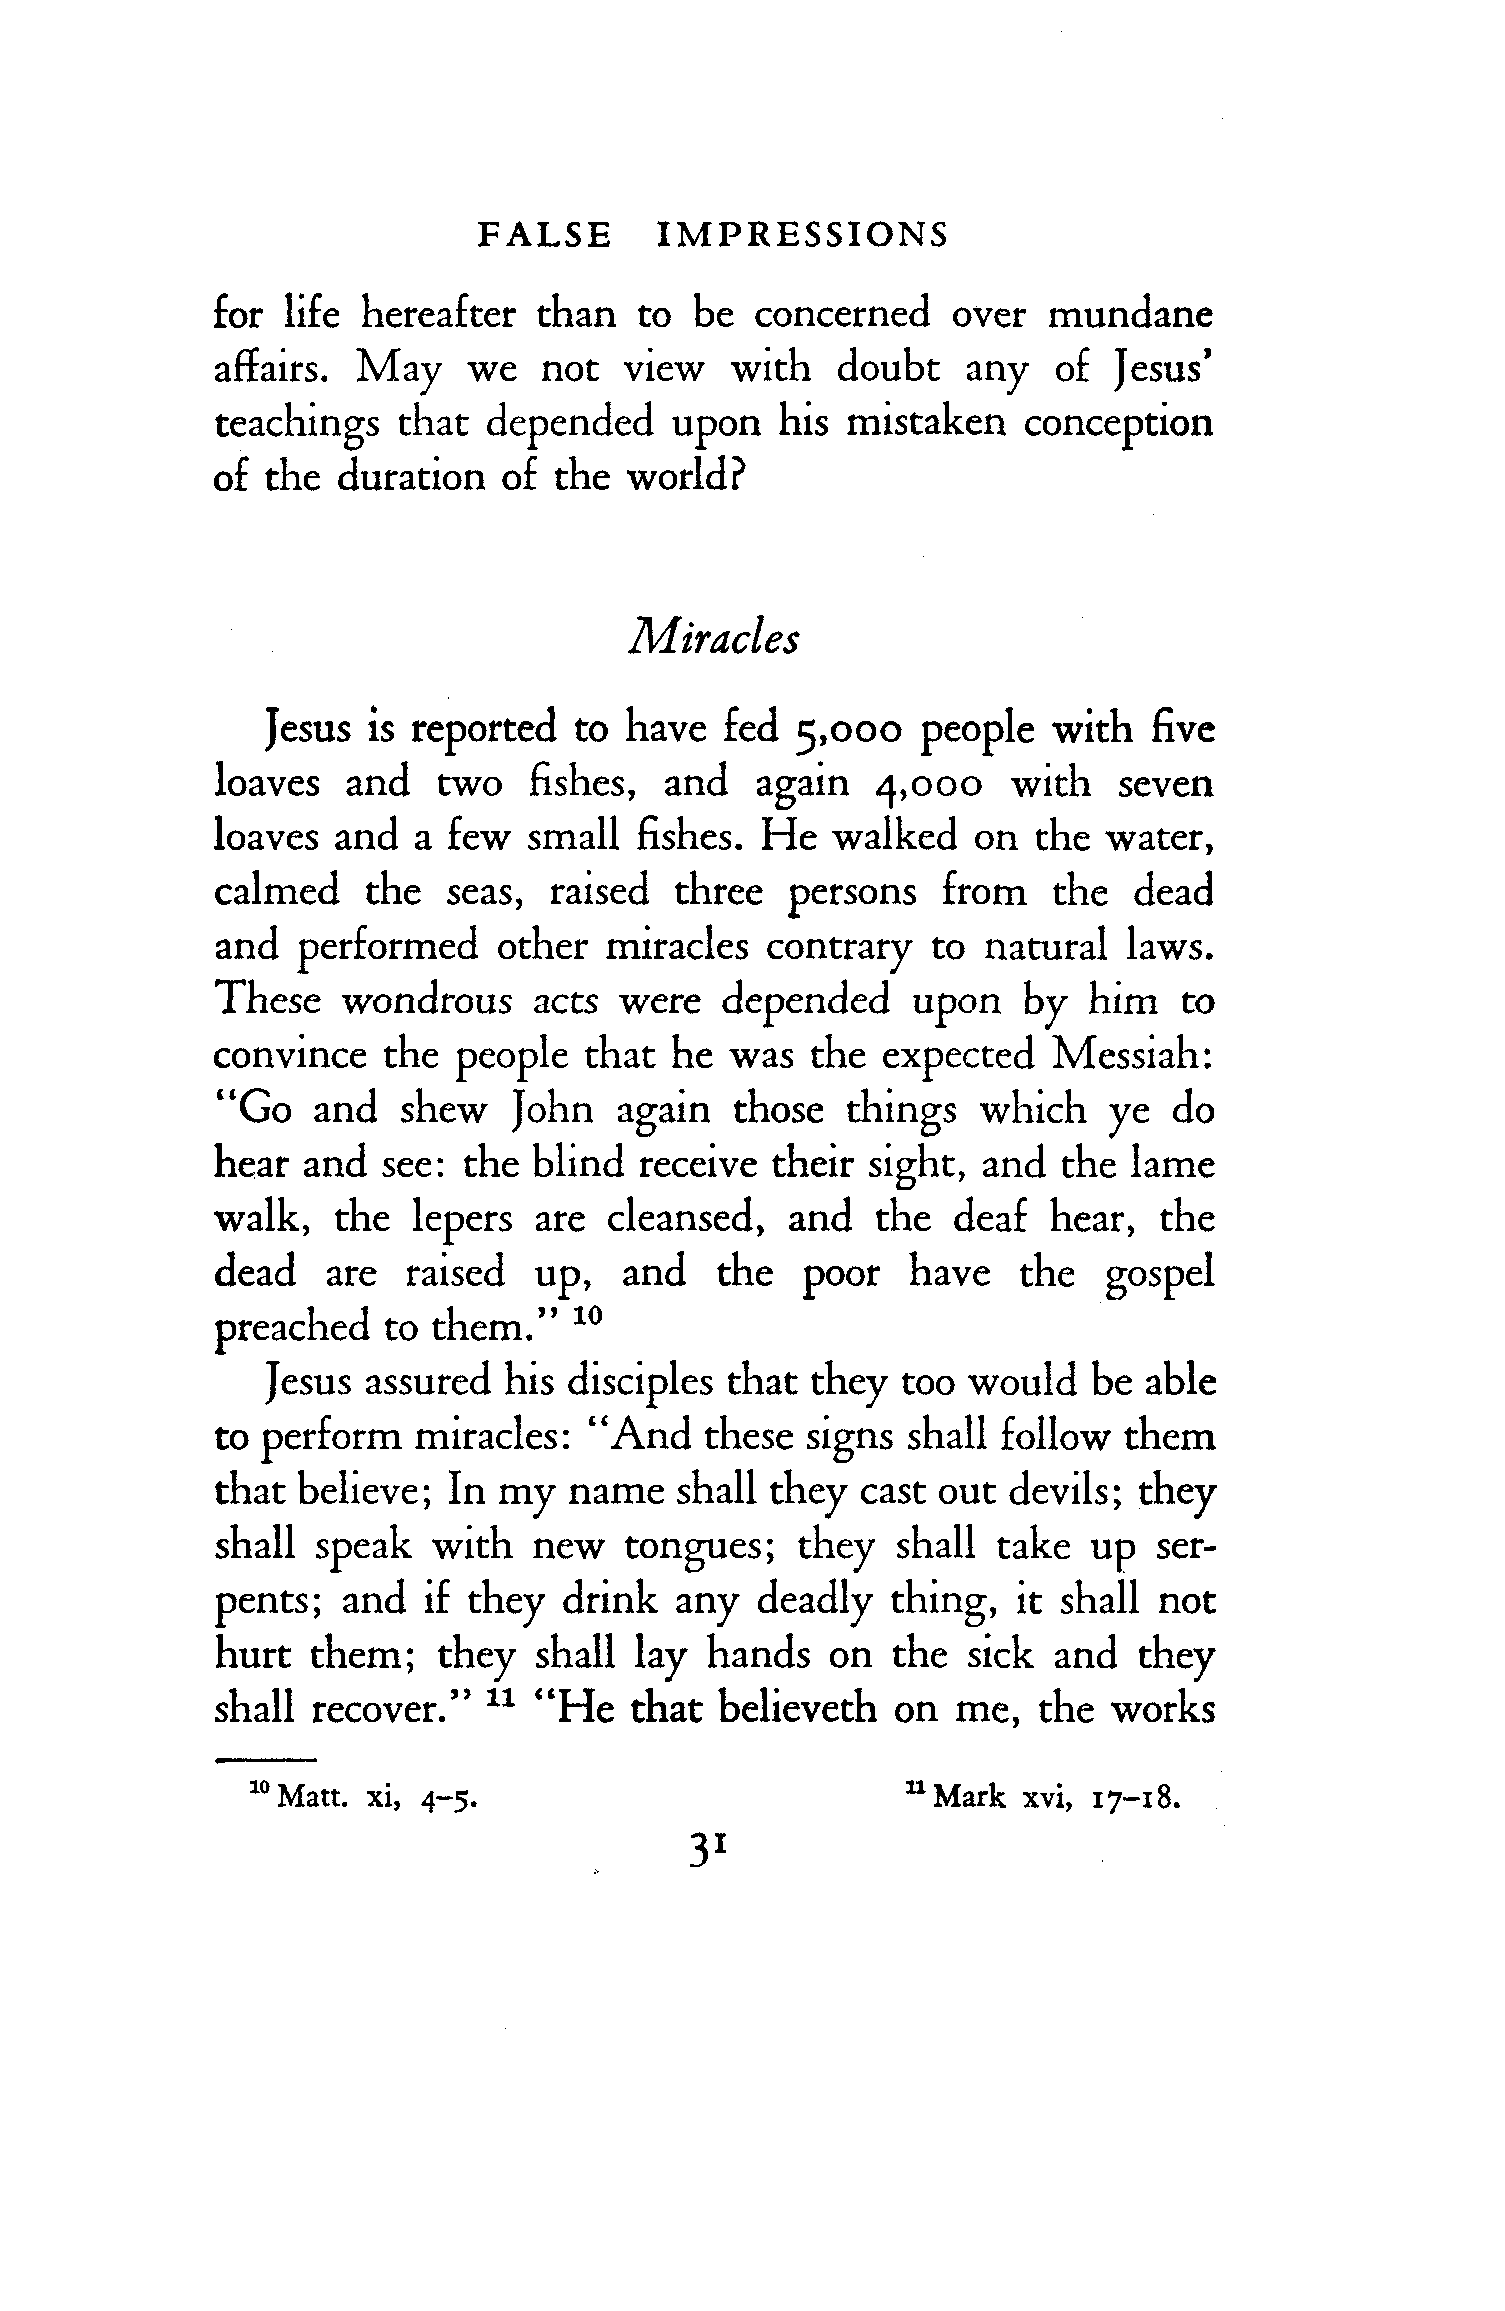 FALSE IMPRESSIONS
for life hereafter than to be concerned over mundane
affairs. May we not view with doubt any of Jesus'
teachings that depended upon his mistaken conception
of the duration of the world?
Miracles
Jesus is reported to have fed 5,000 people with five
loaves and two fishes, and again 4,000 with seven
loaves and a few small fishes. He walked on the water,
calmed the seas, raised three persons from the dead
and performed other miracles contrary to natural laws.
These wondrous acts were depended upon by him to
convince the people that he was the expected Messiah:
“Go and shew John again those things which ye do
hear and see: the blind receive their sight, and the lame
walk, the lepers are cleansed, and the deaf hear, the
dead are raised up, and the poor have the gospel
preached to them.” 10
Jesus assured his disciples that they too would be able
to perform miracles: “And these signs shall follow them
that believe; In my name shall they cast out devils; they
shall speak with new tongues; they shall take up ser-
pents; and if they drink any deadly thing, it shall not
hurt them; they shall lay hands on the sick and they
shall recover.” 11 “He that believeth on me, the works
10 Matt. xi, 4–5. 11 Mark xvi, 17–18.
31